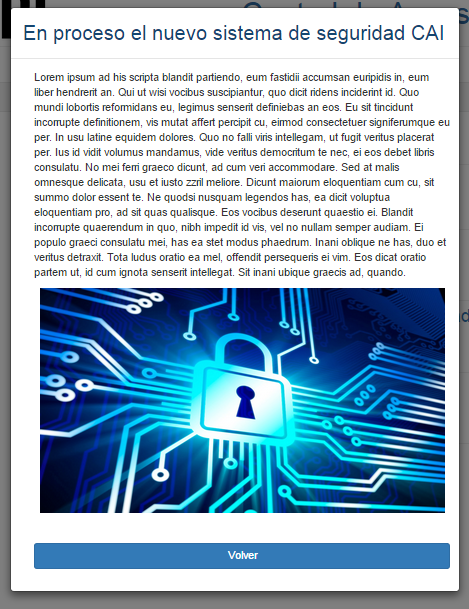 En proceso el nuevo sistema de seguridad CAI
Lorem ipsum ad his scripta blandit partiendo, eum fastidii accumsan euripidis in, eum
liber hendrerit an. Qui ut wisi vocibus suscipiantur, quo dicit ridens inciderint id. Quo
mundi lobortis reformidans eu, legimus senserit definiebas an eos. Eu sit tincidunt
incorrupte definitionem, vis mutat affert percipit cu, eirmod consectetuer signiferumque eu
per. In usu latine equidem dolores. Quo no falli viris intellegam, ut fugit veritus placerat
per. Ius id vidit volumus mandamus, vide veritus democritum te nec, ei eos debet libris
consulatu. No mei ferri graeco dicunt, ad cum veri accommodare. Sed at malis
omnesque delicata, usu et iusto zzril meliore. Dicunt maiorum eloquentiam cum cu, sit
summo dolor essent te. Ne quodsi nusquam legendos has, ea dicit voluptua
eloquentiam pro, ad sit quas qualisque. Eos vocibus deserunt quaestio ei. Blandit
incorrupte quaerendum in quo, nibh impedit id vis, vel no nullam semper audiam. Ei
populo graeci consulatu mei, has ea stet modus phaedrum. Inani oblique ne has, duo et
veritus detraxit. Tota ludus oratio ea mel, offendit persequeris ei vim. Eos dicat oratio
partem ut, id cum ignota senserit intellegat. Sit inani ubique graecis ad, quando.
Volver